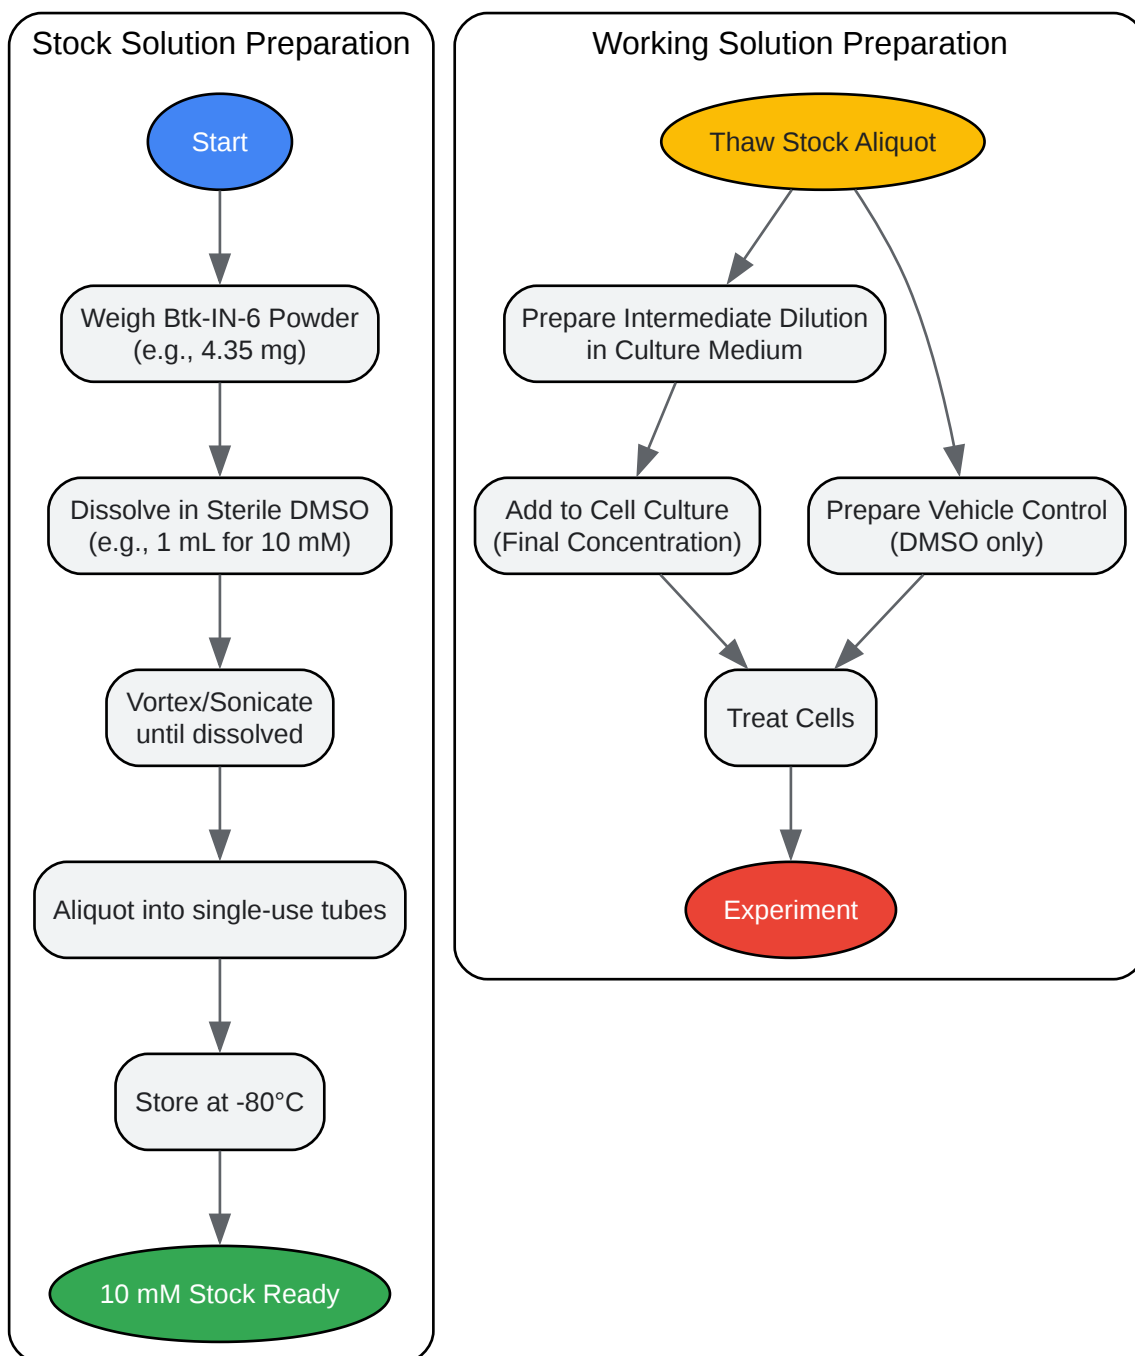 Stock Solution Preparation
Start
Weigh Btk-IN-6 Powder
(e.g., 4.35 mg)
Dissolve in Sterile DMSO
(e.g., 1 mL for 10 mM)
Vortex/Sonicate
until dissolved
Aliquot into single-use tubes
Store at -80°C
10 mM Stock Ready
Working Solution Preparation
Thaw Stock Aliquot
Prepare Intermediate Dilution
in Culture Medium
Add to Cell Culture
(Final Concentration)
Prepare Vehicle Control
(DMSO only)
Treat Cells
Experiment